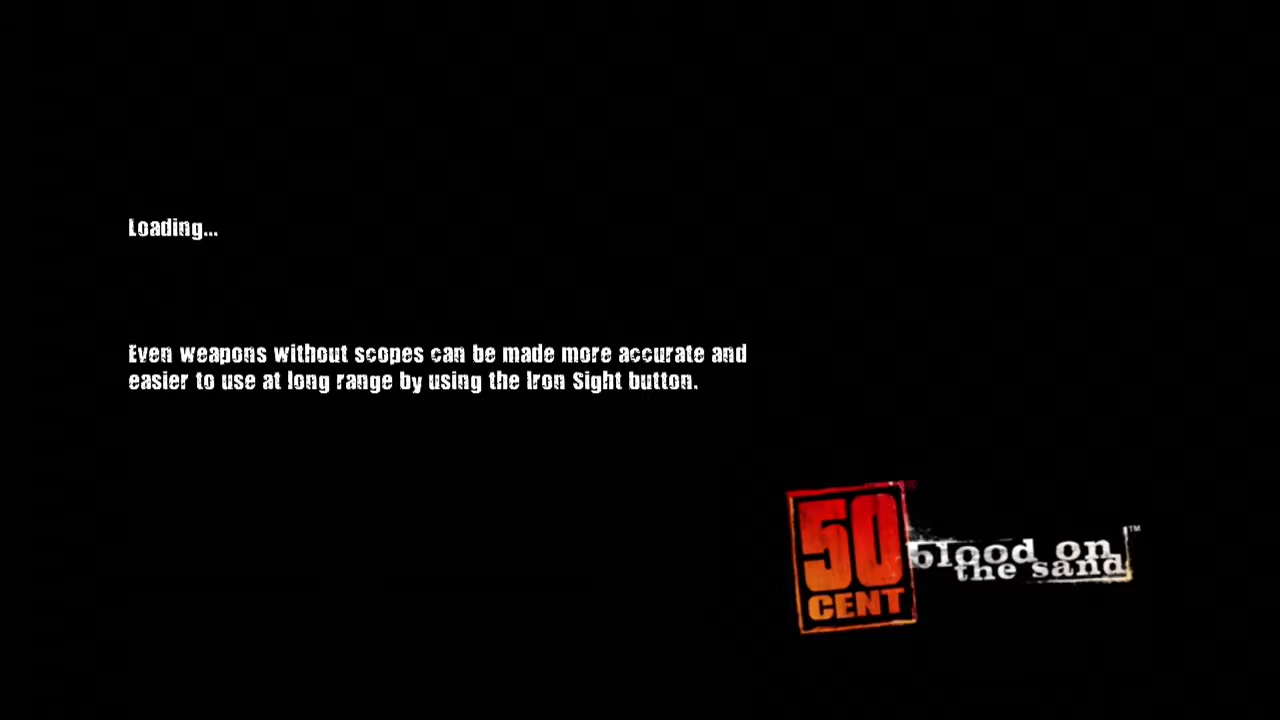 Loading...
Even weapons without scopes can be made more accurate and
easier to use at long range by using the Iron Sight button.
50
CENT
blood on
the sand
™